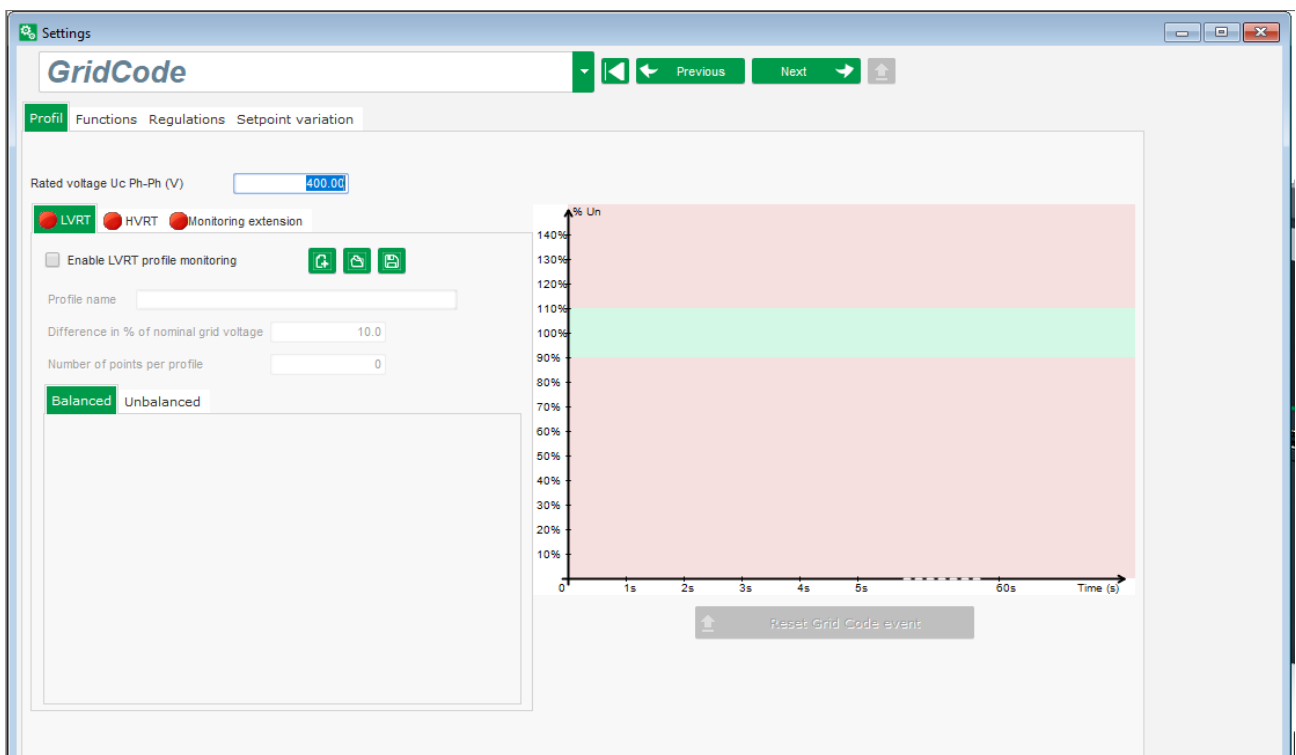 Settings
GridCode
Previous
Next
Profil Functions Regulations Setpoint variation
Rated voltage Uc Ph-Ph (V) 400.00
LVRT HVRT Monitoring extension
Enable LVRT profile monitoring
Profile name
Difference in % of nominal grid voltage 10.0
Number of points per profile 0
Balanced Unbalanced
% Un
140%
130%
120%
110%
100%
90%
80%
70%
60%
50%
40%
30%
20%
10%
0 1s 2s 3s 4s 5s 60s Time (s)
Reset Grid Code event